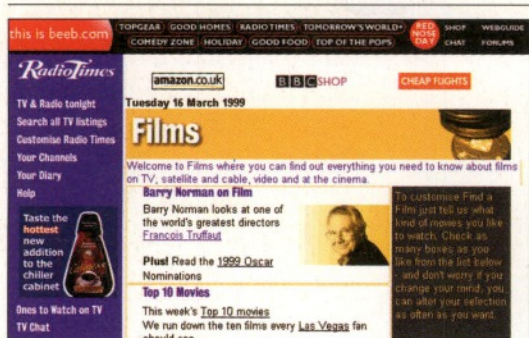 this is beeb.com
TOPGEAR GOOD HOMES RADIO TIMES TOMORROW'S WORLD+
COMEDY ZONE HOLIDAY GOOD FOOD TOP OF THE POPS
RED NOSE DAY
SHOP WEBGUIDE
CHAT FORUMS
RadioTimes
TV & Radio tonight
Search all TV listings
Customise Radio Times
Your Channels
Your Diary
Help
Taste the
hottest
new
addition
to the
chiller
cabinet
Ones to Watch on TV
TV Chat
amazon.co.uk
BBC SHOP
CHEAP FLIGHTS
Tuesday 16 March 1999
Films
Welcome to Films where you can find out everything you need to know about films
on TV, satellite and cable, video and at the cinema.
Barry Norman on Film
Barry Norman looks at one of
the world's greatest directors
Francois Truffaut
Plus! Read the 1999 Oscar
Nominations
Top 10 Movies
This week's Top 10 movies
We run down the ten films every Las Vegas fan
should see
To customise Find a
Film just tell us what
kind of movies you like
to watch. Check as
many boxes as you
like from the list below
- and don't worry if you
change your mind, you
can alter your selection
as often as you want.